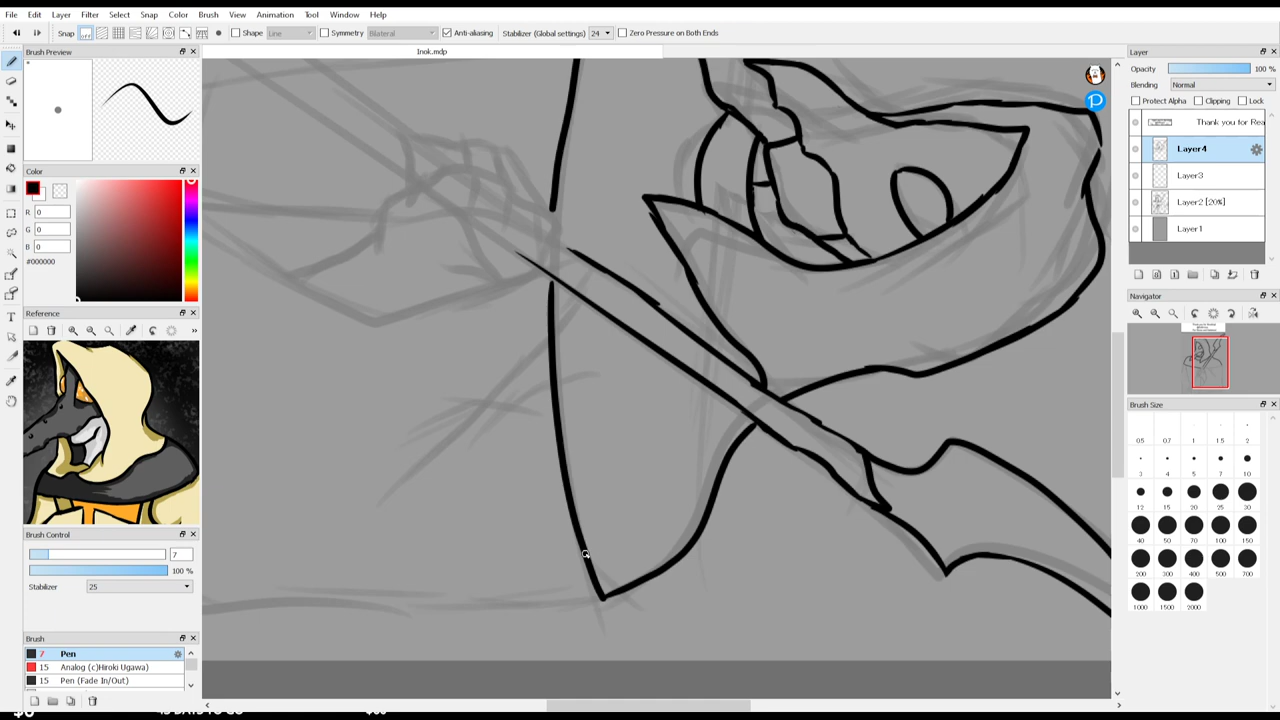 File Edit Layer Filter Select Snap Color Brush View Animation Tool Window Help
Snap OFF Shape Line Symmetry Bilateral Anti-aliasing Stabilizer (Global settings) 24 Zero Pressure on Both Ends
Inok.mdp
Brush Preview
Color
R 0
G 0
B 0
#000000
Reference
Brush Control
7
100 %
Stabilizer 25
Brush
7 Pen
15 Analog (c)Hiroki Ugawa)
15 Pen (Fade In/Out)
Layer
Opacity 100 %
Blending Normal
Protect Alpha Clipping Lock
Thank you for Rea
Layer4
Layer3
Layer2 [20%]
Layer1
Navigator
Brush Size
0.5 0.7 1 1.5 2
3 4 5 7 10
12 15 20 25 30
40 50 70 100 150
200 300 400 500 700
1000 1500 2000